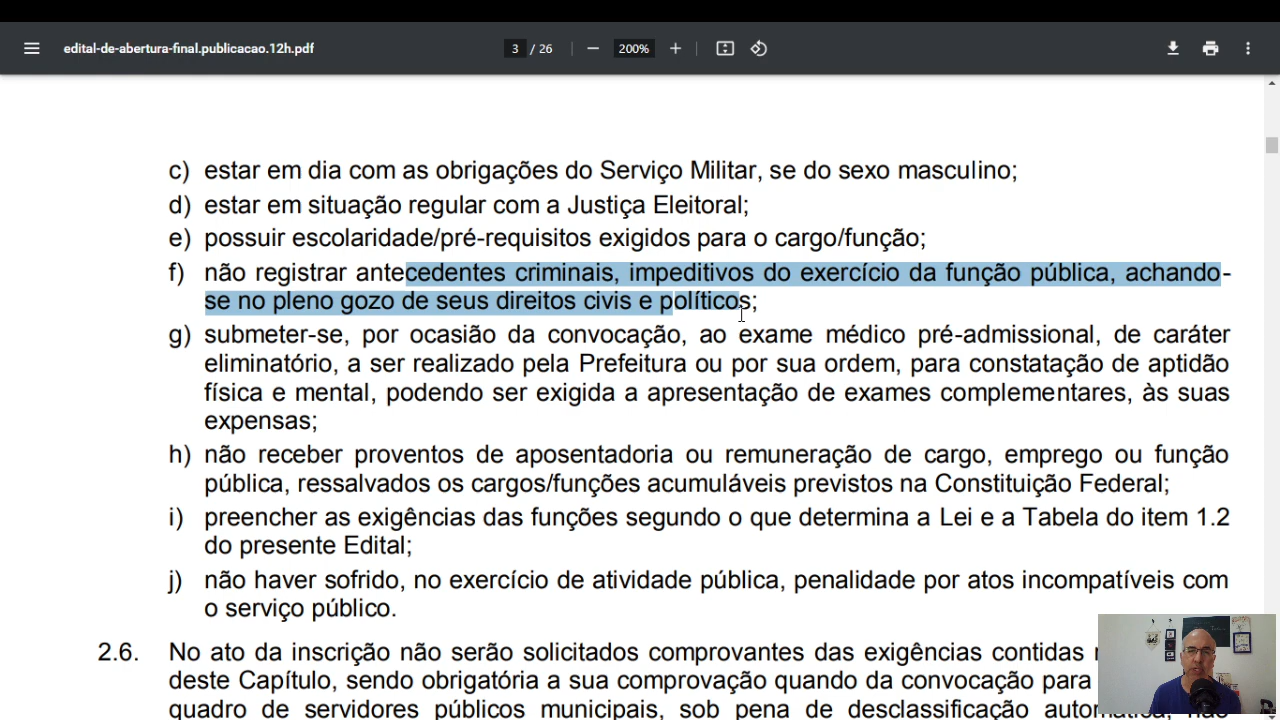 edital-de-abertura-final.publicacao.12h.pdf
3 / 26
200%
c) estar em dia com as obrigações do Serviço Militar, se do sexo masculino;
d) estar em situação regular com a Justiça Eleitoral;
e) possuir escolaridade/pré-requisitos exigidos para o cargo/função;
f) não registrar antecedentes criminais, impeditivos do exercício da função pública, achando-
se no pleno gozo de seus direitos civis e políticos;
g) submeter-se, por ocasião da convocação, ao exame médico pré-admissional, de caráter
eliminatório, a ser realizado pela Prefeitura ou por sua ordem, para constatação de aptidão
física e mental, podendo ser exigida a apresentação de exames complementares, às suas
expensas;
h) não receber proventos de aposentadoria ou remuneração de cargo, emprego ou função
pública, ressalvados os cargos/funções acumuláveis previstos na Constituição Federal;
i) preencher as exigências das funções segundo o que determina a Lei e a Tabela do item 1.2
do presente Edital;
j) não haver sofrido, no exercício de atividade pública, penalidade por atos incompatíveis com
o serviço público.
2.6. No ato da inscrição não serão solicitados comprovantes das exigências contidas
deste Capítulo, sendo obrigatória a sua comprovação quando da convocação para
quadro de servidores públicos municipais, sob pena de desclassificação